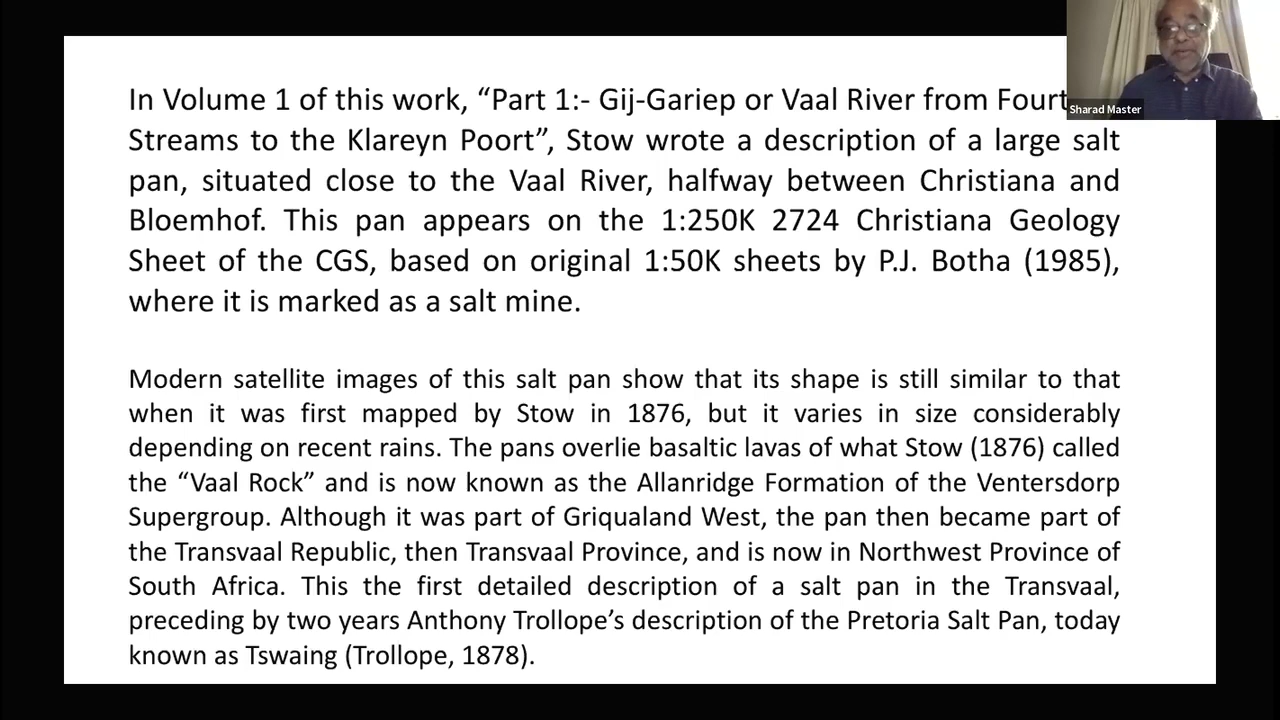 In Volume 1 of this work, “Part 1:- Gij-Gariep or Vaal River from Fourt
Streams to the Klareyn Poort”, Stow wrote a description of a large salt
pan, situated close to the Vaal River, halfway between Christiana and
Bloemhof. This pan appears on the 1:250K 2724 Christiana Geology
Sheet of the CGS, based on original 1:50K sheets by P.J. Botha (1985),
where it is marked as a salt mine.
Modern satellite images of this salt pan show that its shape is still similar to that
when it was first mapped by Stow in 1876, but it varies in size considerably
depending on recent rains. The pans overlie basaltic lavas of what Stow (1876) called
the “Vaal Rock” and is now known as the Allanridge Formation of the Ventersdorp
Supergroup. Although it was part of Griqualand West, the pan then became part of
the Transvaal Republic, then Transvaal Province, and is now in Northwest Province of
South Africa. This the first detailed description of a salt pan in the Transvaal,
preceding by two years Anthony Trollope’s description of the Pretoria Salt Pan, today
known as Tswaing (Trollope, 1878).
Sharad Master